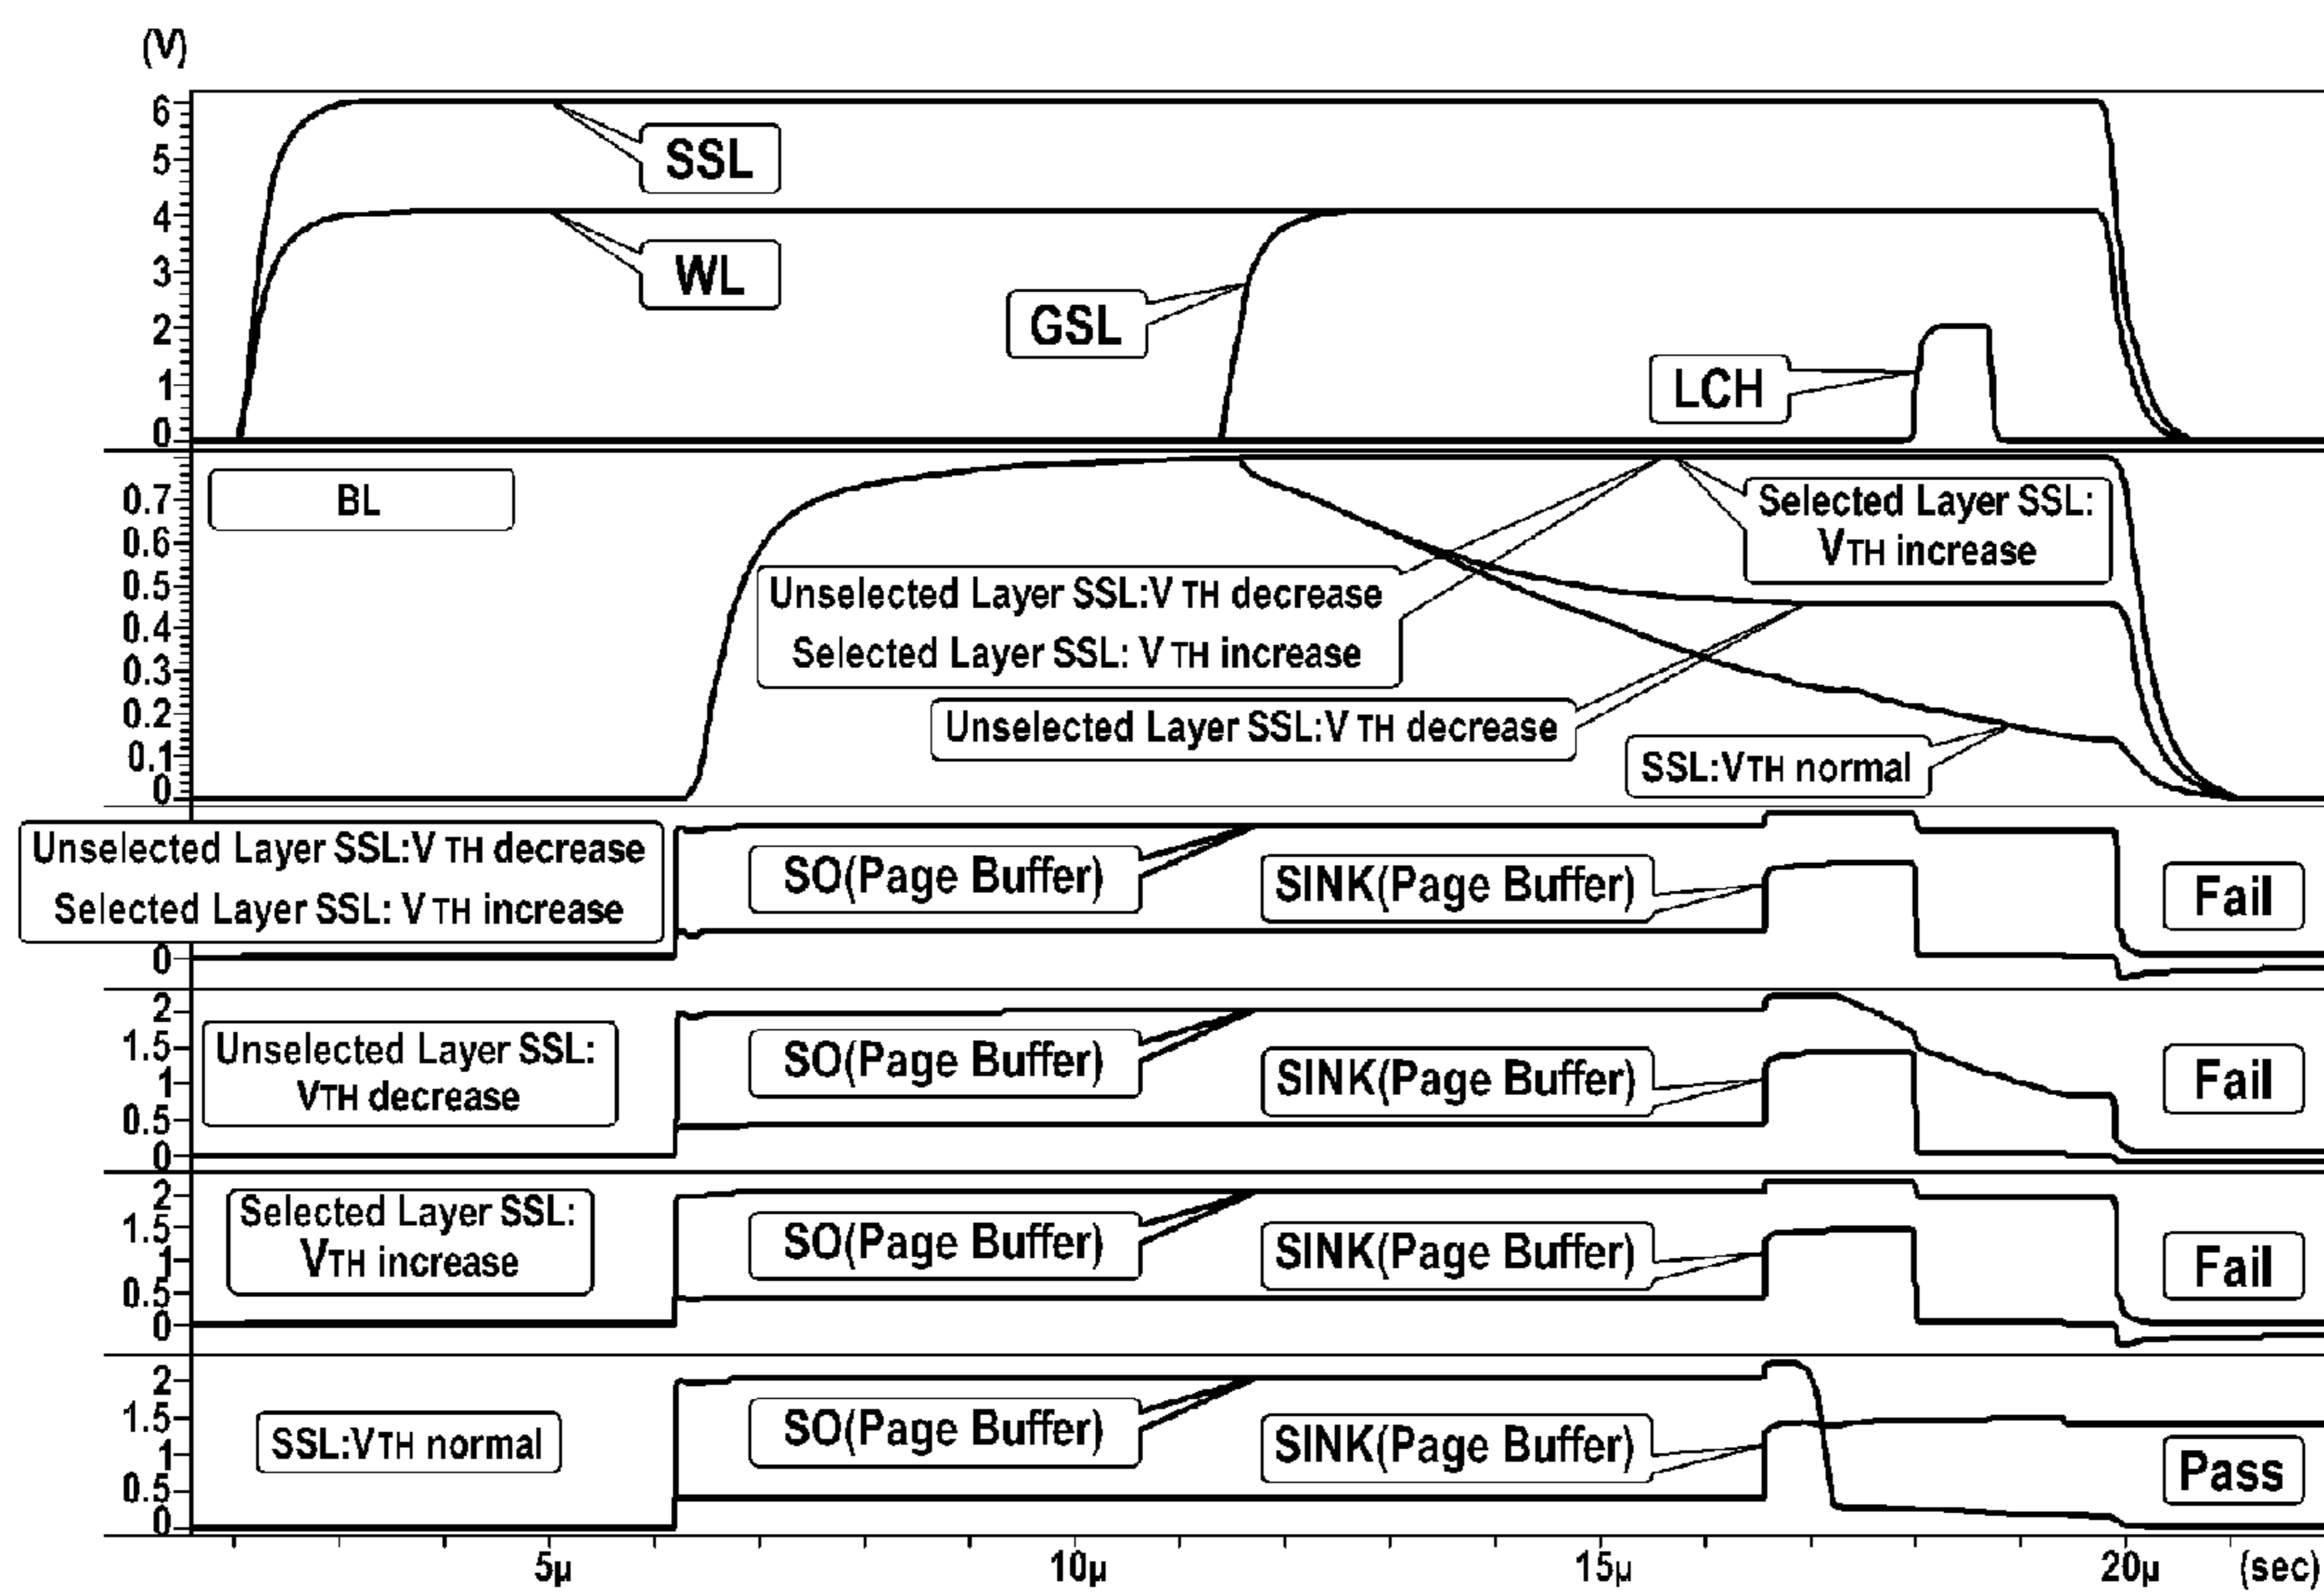 (V)
6
5
SSL
4
3
WL
2
GSL
1
LCH
0
BL
0.7
Selected Layer SSL:
VTH increase
0.6
0.5
Unselected Layer SSL:V TH decrease
Selected Layer SSL: V TH increase
0.4
0.3
0.2
Unselected Layer SSL:V TH decrease
0.1
SSL:VTH normal
0
Unselected Layer SSL:V TH decrease
Selected Layer SSL: V TH increase
SO(Page Buffer)
SINK(Page Buffer)
Fail
0
2
1.5
1
0.5
0
Unselected Layer SSL:
VTH decrease
SO(Page Buffer)
SINK(Page Buffer)
Fail
2
1.5
1
0.5
0
Selected Layer SSL:
VTH increase
SO(Page Buffer)
SINK(Page Buffer)
Fail
2
1.5
1
0.5
0
SSL:VTH normal
SO(Page Buffer)
SINK(Page Buffer)
Pass
5μ 10μ 15μ 20μ (sec)